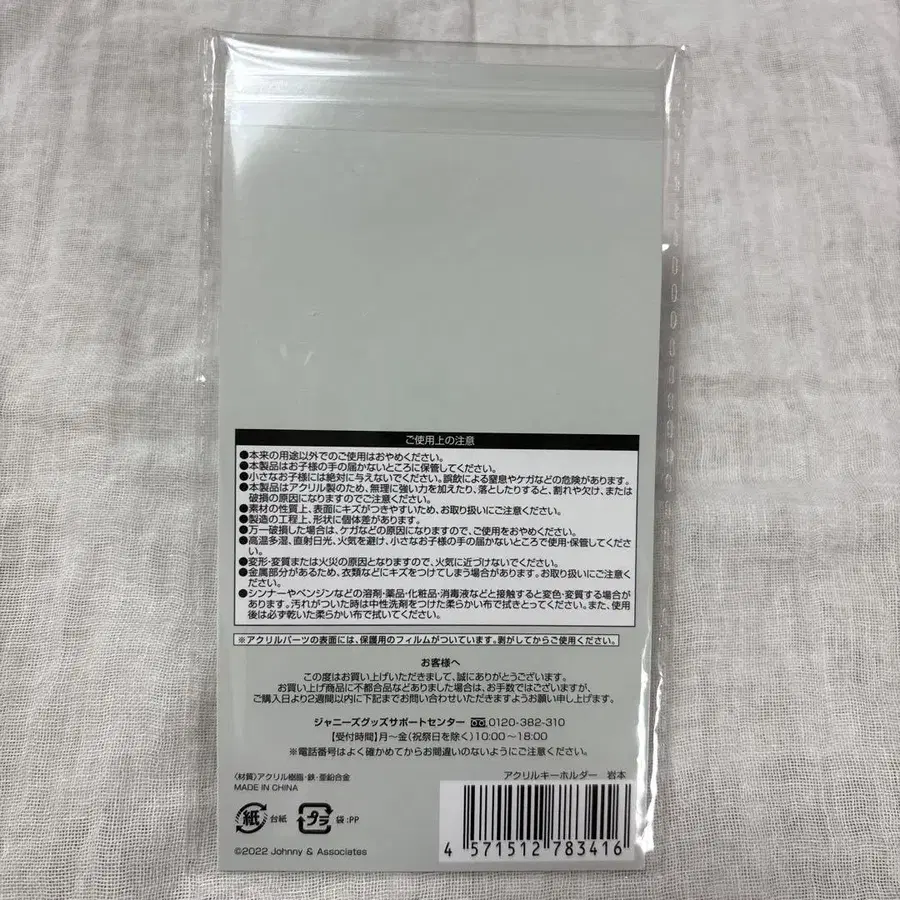 ご使用上の注意
●本来の用途以外でのご使用はおやめください。
●本製品はお子様の手の届かないところに保管してください。
●小さなお子様には絶対に与えないでください。誤飲による窒息やケガなどの危険があります。
●本製品はアクリル製のため、無理に強い力を加えたり、落としたりすると、割れや欠け、または
破損の原因になりますのでご注意ください。
●素材の性質上、表面にキズがつきやすいため、お取り扱いにご注意ください。
●製造の工程上、形状に個体差があります。
●万一破損した場合は、ケガなどの原因になりますので、ご使用をおやめください。
●高温多湿、直射日光、火気を避け、小さなお子様の手の届かないところで使用・保管してくださ
い。
●変形・変質または火災の原因となりますので、火気に近づけないでください。
●金属部分があるため、衣類などにキズをつけてしまう場合があります。お取り扱いにご注意く
ださい。
●シンナーやベンジンなどの溶剤・薬品・化粧品・消毒液などと接触すると変色・変質する場合が
あります。汚れがついた時は中性洗剤をつけた柔らかい布で拭きとってください。また、使用
後は必ず乾いた柔らかい布で拭いてください。
※アクリルパーツの表面には、保護用のフィルムがついています。剥がしてからご使用ください。
お客様へ
この度はお買い上げいただきまして、誠にありがとうございます。
お買い上げ商品に不都合品などありました場合は、お手数ではございますが、
ご購入日より2週間以内に下記までお問い合わせいただきますようお願い申し上げます。
ジャニーズグッズサポートセンター 0120-382-310
【受付時間】月〜金(祝祭日を除く)10:00〜18:00
※電話番号はよく確かめてからお間違いのないようにご注意ください。
〈材質〉アクリル樹脂・鉄・亜鉛合金
MADE IN CHINA
アクリルキーホルダー 岩本
紙 台紙 プラ 袋:PP
4 571512 783416
©2022 Johnny & Associates